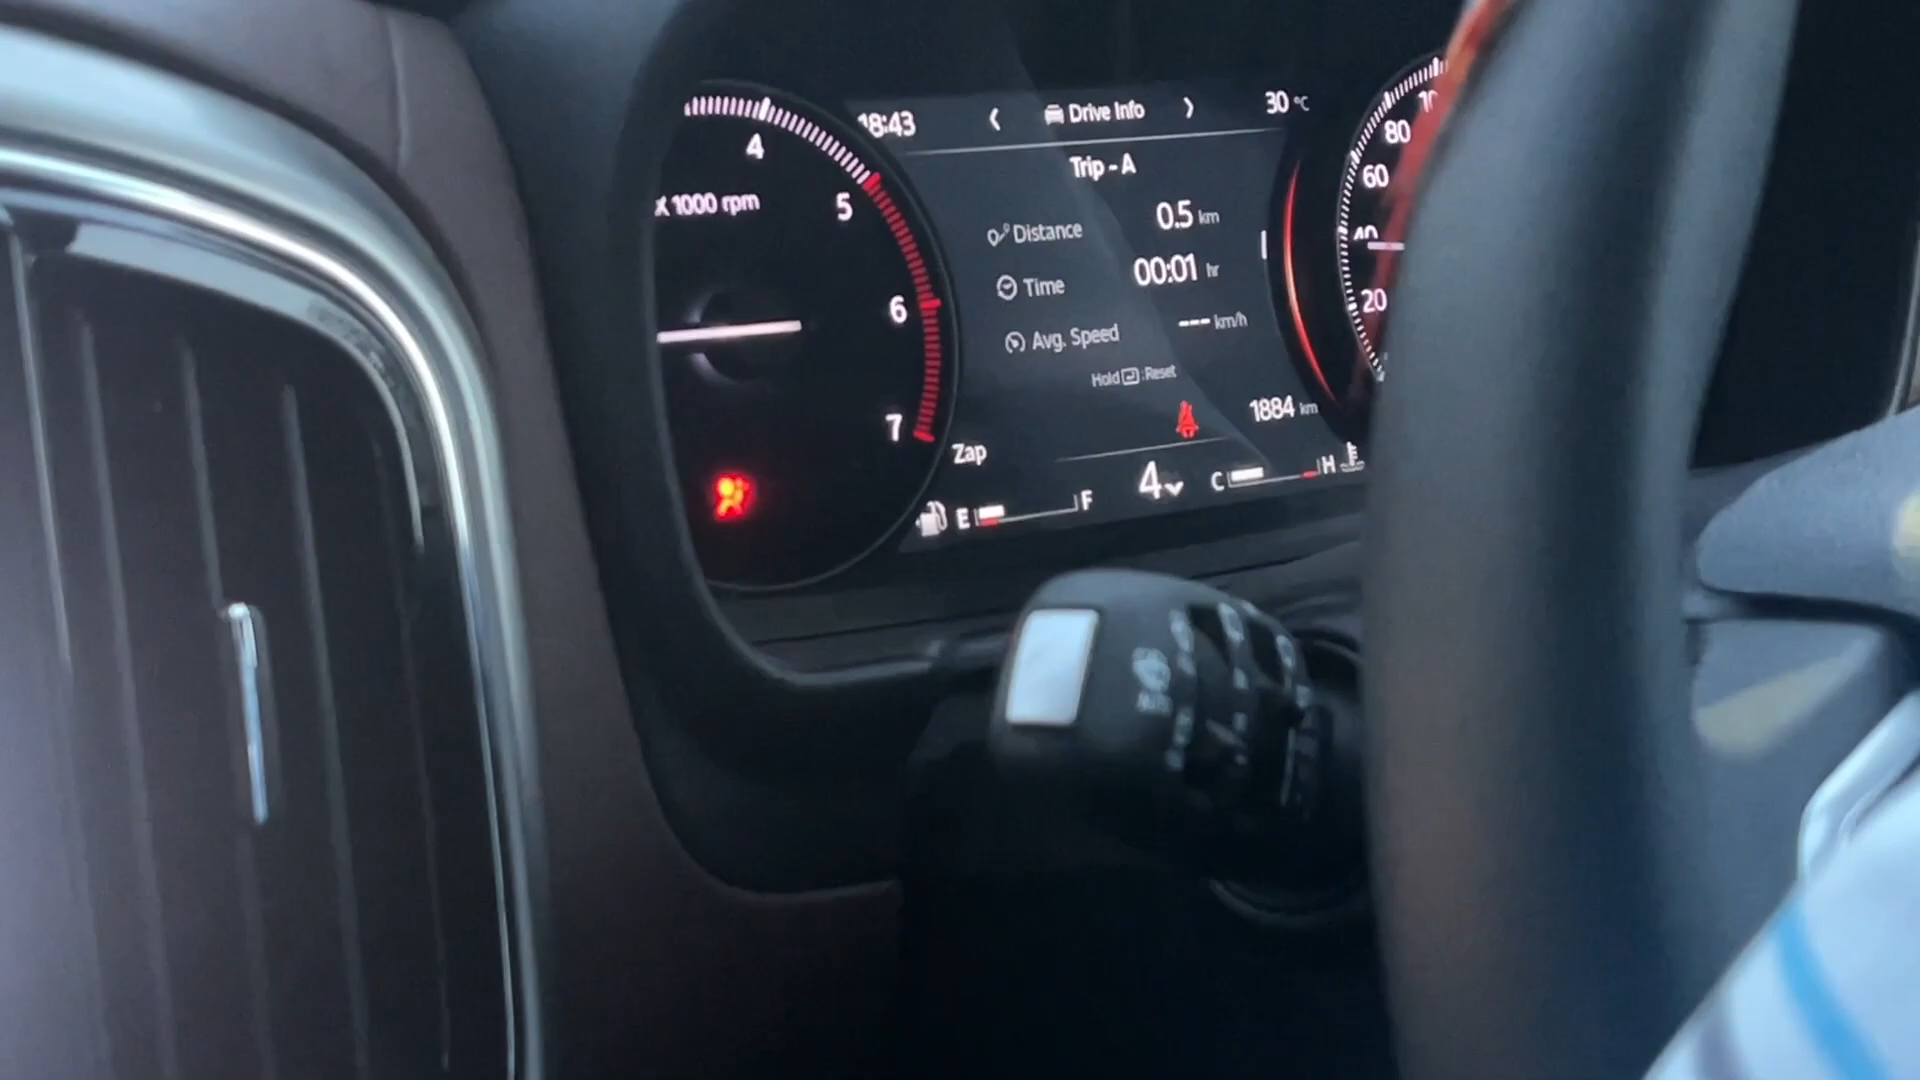 18:43
Drive Info
30 °C
Trip - A
Distance 0.5 km
Time 00:01 hr
Avg. Speed --- km/h
Hold :Reset
1884 km
Zap
4
E F
C H
4
x 1000 rpm
5
6
7
80
60
40
20